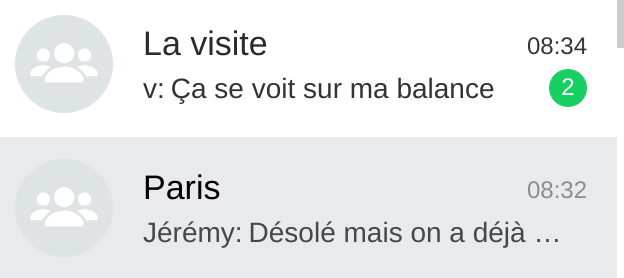 La visite
08:34
v: Ça se voit sur ma balance
2
Paris
08:32
Jérémy: Désolé mais on a déjà …